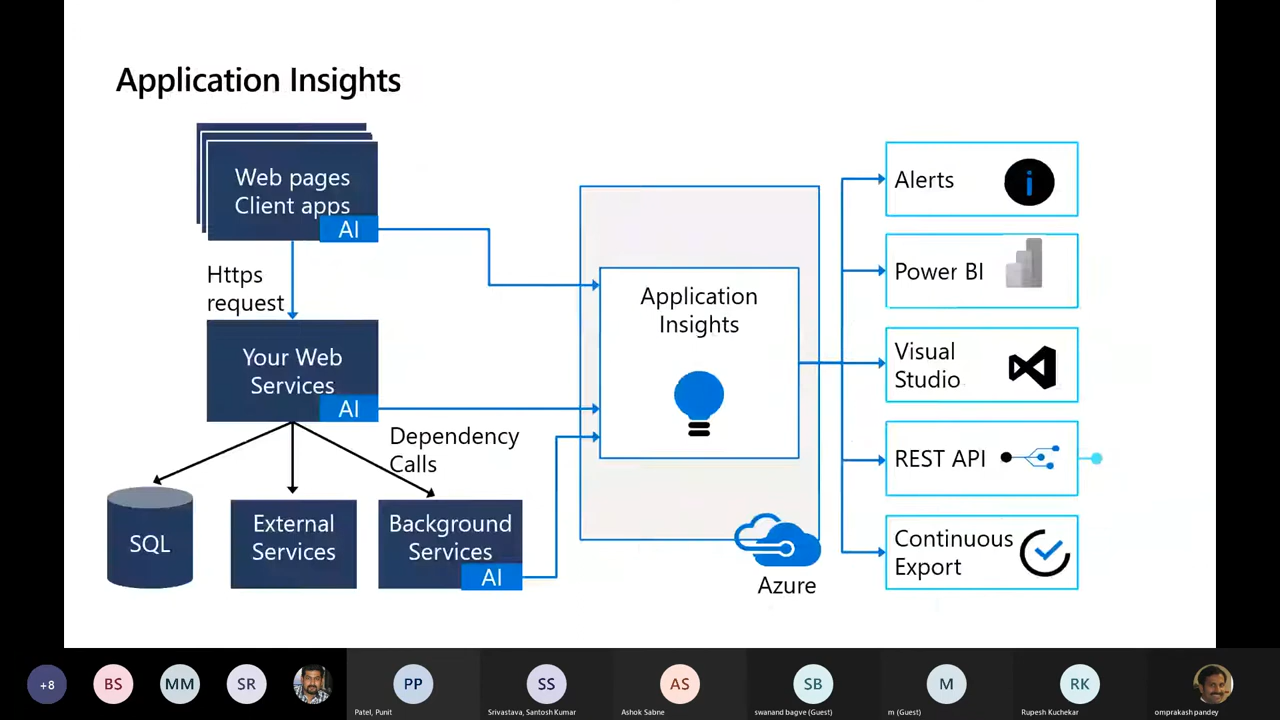 Application Insights
Web pages
Client apps
AI
Https
request
Your Web
Services
AI
Dependency
Calls
SQL
External
Services
Background
Services
AI
Application
Insights
Azure
Alerts
i
Power BI
Visual
Studio
REST API
Continuous
Export
+8
BS
MM
SR
PP
Patel, Punit
SS
Srivastava, Santosh Kumar
AS
Ashok Sabne
SB
swanand bagve (Guest)
M
m (Guest)
RK
Rupesh Kuchekar
omprakash pandey